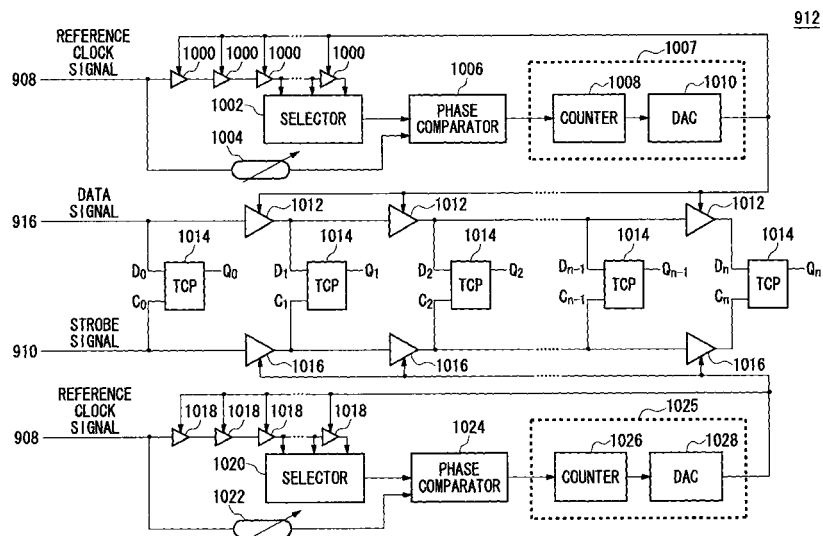 912
REFERENCE
CLOCK
SIGNAL
908
1000 1000 1000 1000
1002
SELECTOR
1004
1006
PHASE
COMPARATOR
1007
1008
COUNTER
1010
DAC
DATA
SIGNAL
916
1012 1012 1012
1014 1014 1014 1014 1014
D0 TCP Q0
C0
D1 TCP Q1
C1
D2 TCP Q2
C2
Dn-1 TCP Qn-1
Cn-1
Dn TCP Qn
Cn
STROBE
SIGNAL
910
1016 1016 1016
REFERENCE
CLOCK
SIGNAL
908
1018 1018 1018 1018
1020
SELECTOR
1022
1024
PHASE
COMPARATOR
1025
1026
COUNTER
1028
DAC